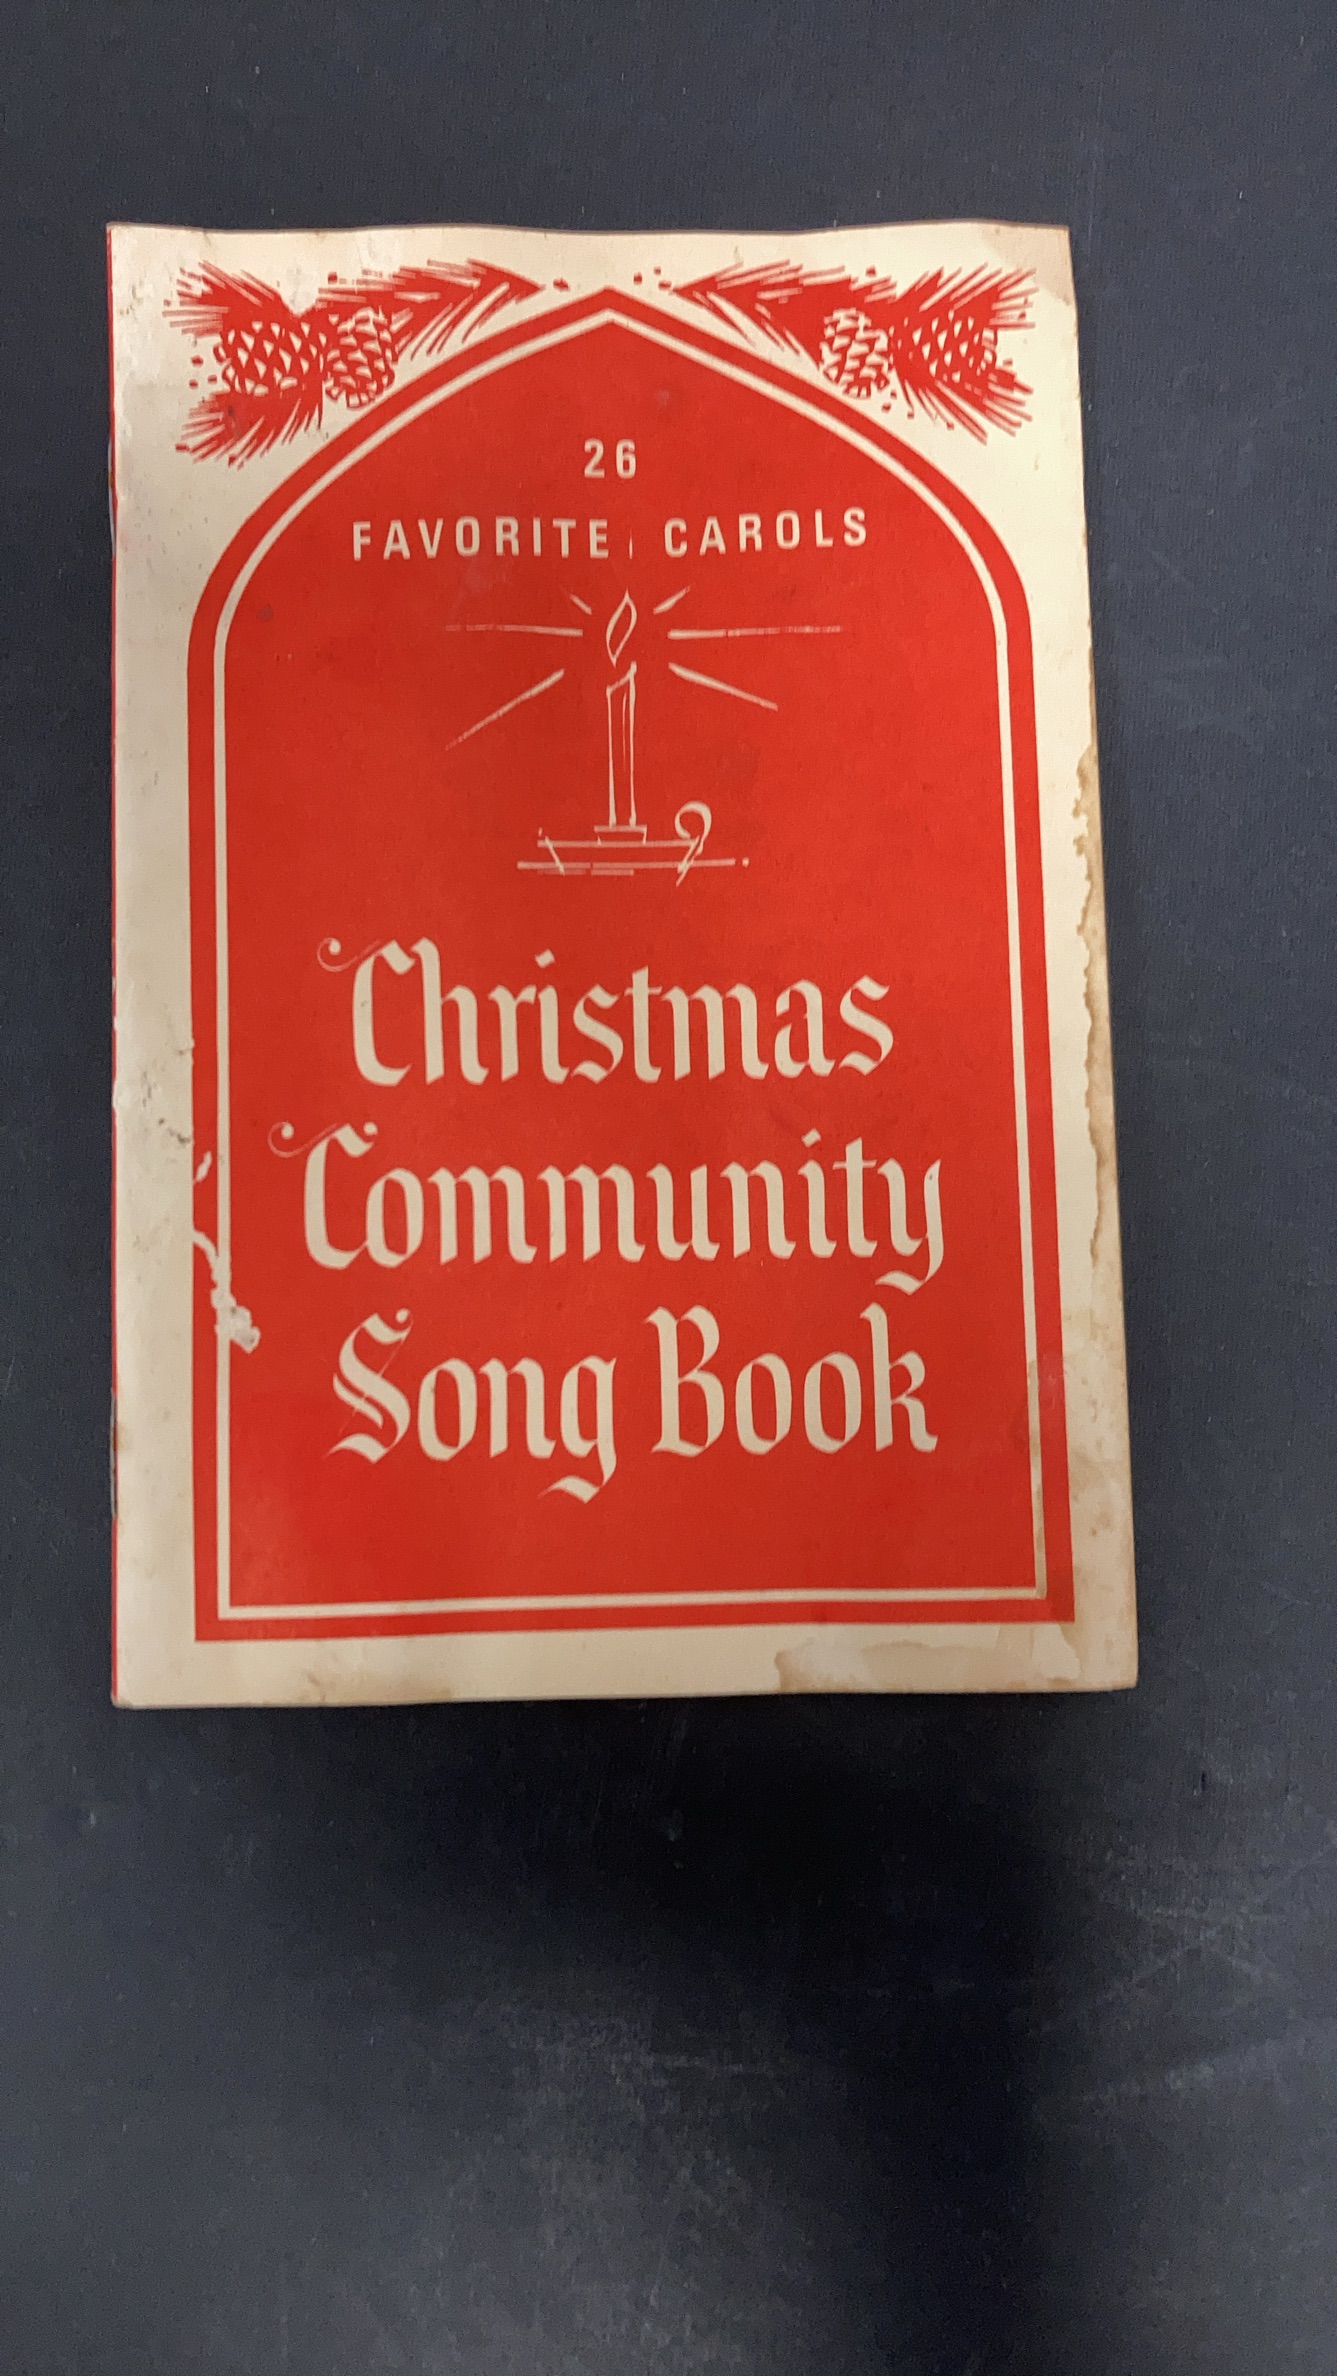 26
FAVORITE CAROLS
Christmas
Community
Song Book